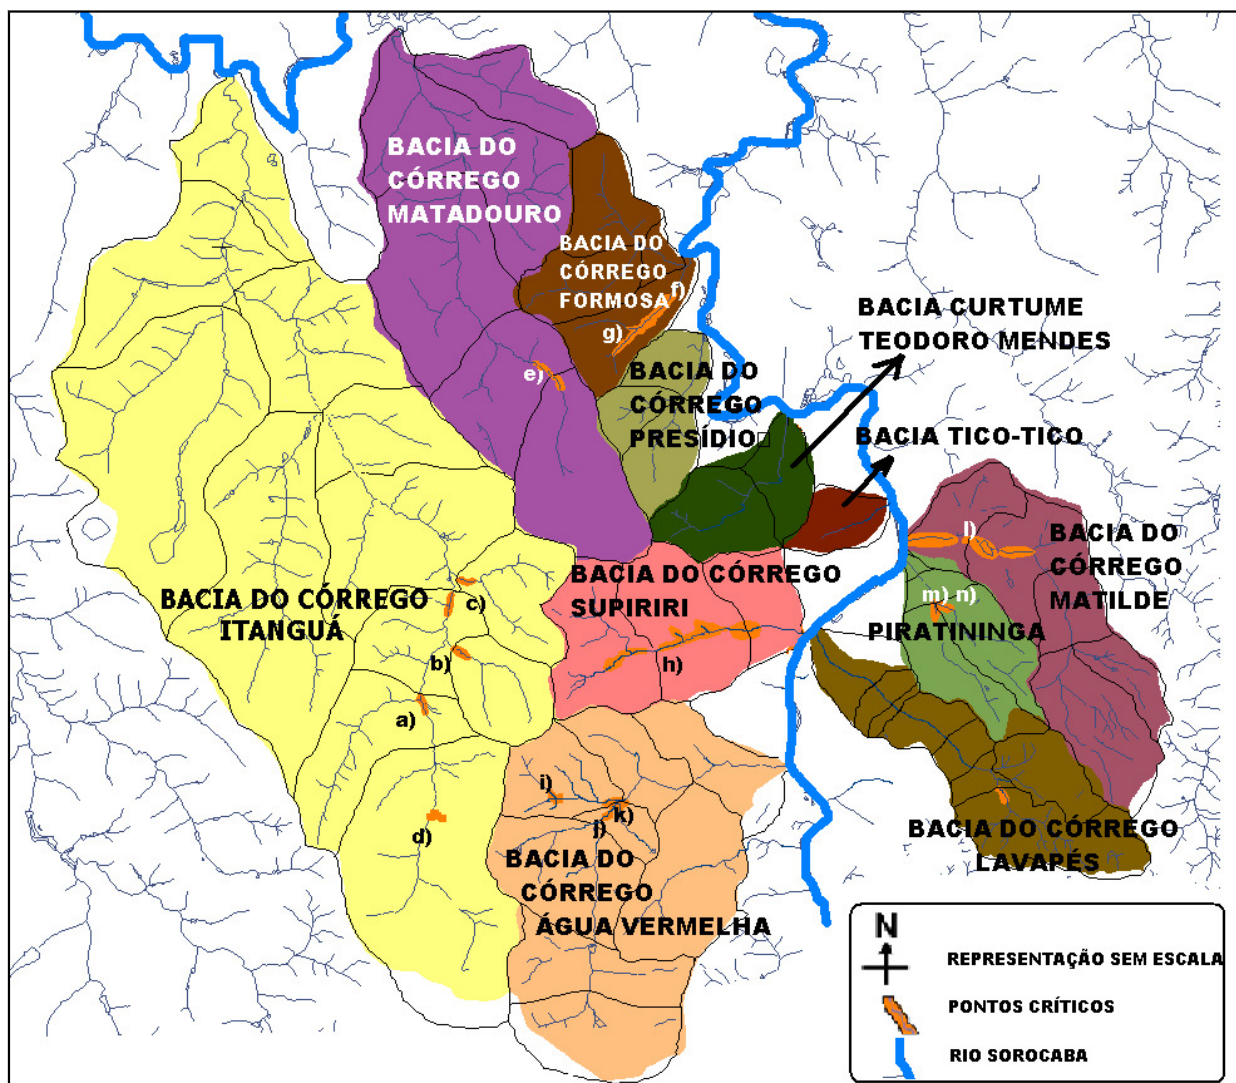 BACIA DO
CÓRREGO
MATADOURO
BACIA DO
CÓRREGO
FORMOSA
f)
g)
e)
BACIA DO
CÓRREGO
PRESÍDIO
BACIA CURTUME
TEODORO MENDES
BACIA TICO-TICO
l)
BACIA DO
CÓRREGO
MATILDE
BACIA DO CÓRREGO
ITANGUÁ
c)
b)
a)
d)
BACIA DO CÓRREGO
SUPIRIRI
h)
m) n)
PIRATININGA
i)
k)
j)
BACIA DO
CÓRREGO
ÁGUA VERMELHA
BACIA DO CÓRREGO
LAVAPÉS
N
REPRESENTAÇÃO SEM ESCALA
PONTOS CRÍTICOS
RIO SOROCABA